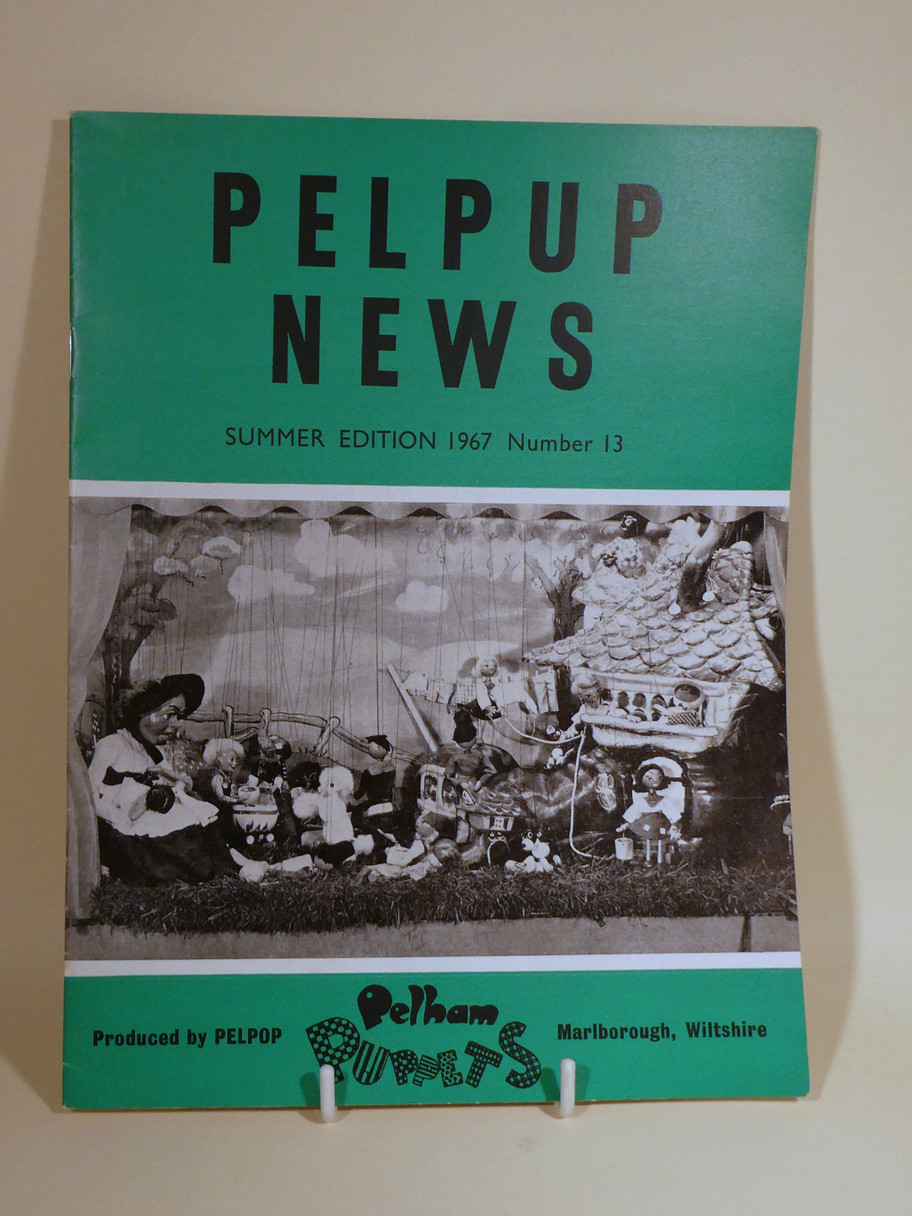 PELPUP
NEWS
SUMMER EDITION 1967 Number 13
Produced by PELPOP
Pelham
PUPPETS
Marlborough, Wiltshire